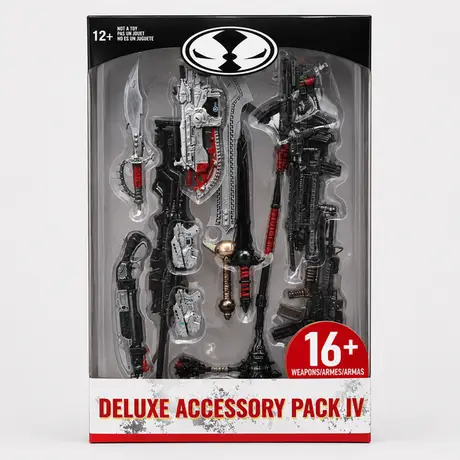 12+
NOT A TOY
PAS UN JOUET
NO ES UN JUGUETE
16+
WEAPONS/ARMES/ARMAS
DELUXE ACCESSORY PACK IV